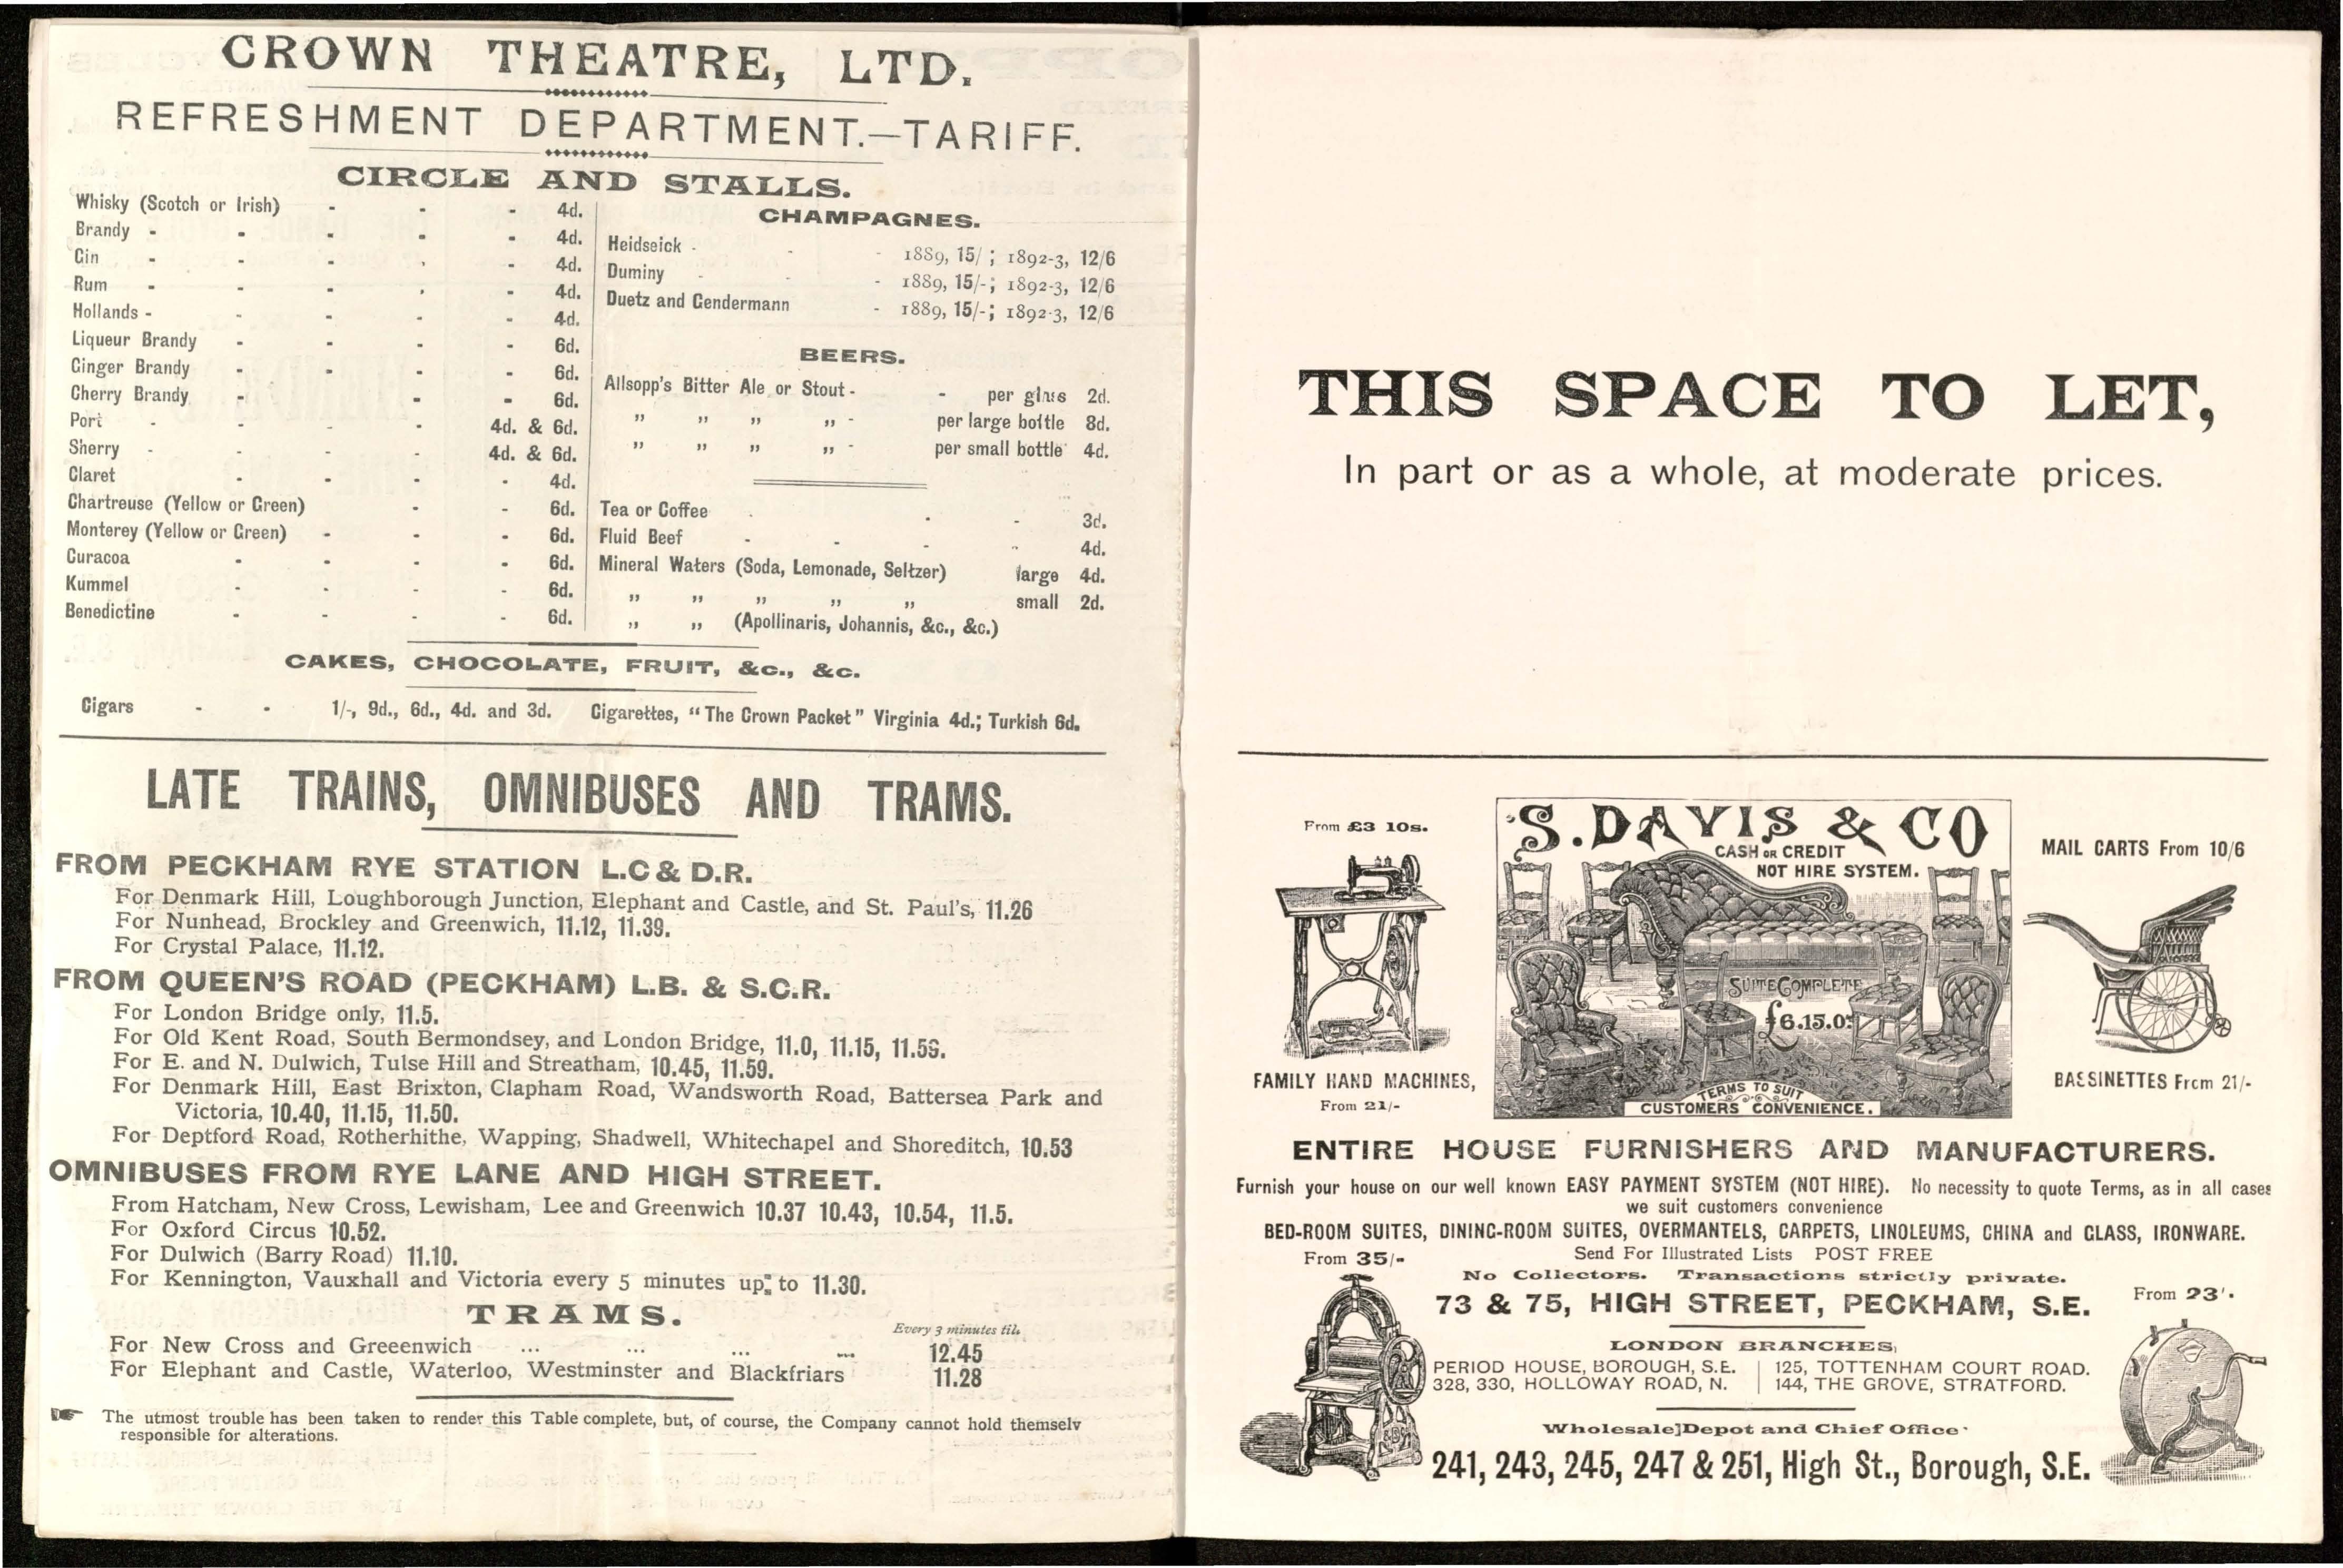 CROWN THEATRE, LTD.
REFRESHMENT DEPARTMENT.—TARIFF.
CIRCLE AND STALLS.
Whisky (Scotch or Irish) - - - 4d.
Brandy - - - - - 4d.
Gin - - - - - 4d.
Rum - - - - - 4d.
Hollands - - - - - 4d.
Liqueur Brandy - - - - 6d.
Ginger Brandy - - - - 6d.
Cherry Brandy - - - - 6d.
Port - - - - 4d. & 6d.
Sherry - - - - 4d. & 6d.
Claret - - - - 4d.
Chartreuse (Yellow or Green) - - 6d.
Monterey (Yellow or Green) - - - 6d.
Curacoa - - - - 6d.
Kummel - - - - 6d.
Benedictine - - - - 6d.
CHAMPAGNES.
Heidseick - - - 1889, 15/ ; 1892-3, 12/6
Duminy - - - 1889, 15/-; 1892-3, 12/6
Duetz and Gendermann - 1889, 15/-; 1892-3, 12/6
BEERS.
Allsopp's Bitter Ale or Stout - - per glass 2d.
" " " " - per large bottle 8d.
" " " " - per small bottle 4d.
Tea or Coffee - - - 3d.
Fluid Beef - - - - 4d.
Mineral Waters (Soda, Lemonade, Seltzer) large 4d.
" " " " " small 2d.
" " (Apollinaris, Johannis, &c., &c.)
CAKES, CHOCOLATE, FRUIT, &c., &c.
Cigars - - 1/-, 9d., 6d., 4d. and 3d. Cigarettes, "The Crown Packet" Virginia 4d.; Turkish 6d.
LATE TRAINS, OMNIBUSES AND TRAMS.
FROM PECKHAM RYE STATION L.C & D.R.
For Denmark Hill, Loughborough Junction, Elephant and Castle, and St. Paul's, 11.26
For Nunhead, Brockley and Greenwich, 11.12, 11.39.
For Crystal Palace, 11.12.
FROM QUEEN'S ROAD (PECKHAM) L.B. & S.C.R.
For London Bridge only, 11.5.
For Old Kent Road, South Bermondsey, and London Bridge, 11.0, 11.15, 11.59.
For E. and N. Dulwich, Tulse Hill and Streatham, 10.45, 11.59.
For Denmark Hill, East Brixton, Clapham Road, Wandsworth Road, Battersea Park and
Victoria, 10.40, 11.15, 11.50.
For Deptford Road, Rotherhithe, Wapping, Shadwell, Whitechapel and Shoreditch, 10.53
OMNIBUSES FROM RYE LANE AND HIGH STREET.
From Hatcham, New Cross, Lewisham, Lee and Greenwich 10.37 10.43, 10.54, 11.5.
For Oxford Circus 10.52.
For Dulwich (Barry Road) 11.10.
For Kennington, Vauxhall and Victoria every 5 minutes up to 11.30.
TRAMS.
Every 3 minutes til.
For New Cross and Greeenwich ... ... ... ... 12.45
For Elephant and Castle, Waterloo, Westminster and Blackfriars 11.28
The utmost trouble has been taken to render this Table complete, but, of course, the Company cannot hold themselv
responsible for alterations.
THIS SPACE TO LET,
In part or as a whole, at moderate prices.
From £3 10s.
FAMILY HAND MACHINES,
From 21/-
S. DAVIS & CO
CASH OR CREDIT
NOT HIRE SYSTEM.
SUITE COMPLETE
£6.15.0.
TERMS TO SUIT
CUSTOMERS' CONVENIENCE.
MAIL CARTS From 10/6
BASSINETTES From 21/-
ENTIRE HOUSE FURNISHERS AND MANUFACTURERS.
Furnish your house on our well known EASY PAYMENT SYSTEM (NOT HIRE). No necessity to quote Terms, as in all cases
we suit customers convenience
BED-ROOM SUITES, DINING-ROOM SUITES, OVERMANTELS, CARPETS, LINOLEUMS, CHINA and GLASS, IRONWARE.
From 35/-
Send For Illustrated Lists POST FREE
No Collectors. Transactions strictly private.
73 & 75, HIGH STREET, PECKHAM, S.E.
From 23/.
LONDON BRANCHES,
PERIOD HOUSE, BOROUGH, S.E. | 125, TOTTENHAM COURT ROAD.
328, 330, HOLLOWAY ROAD, N. | 144, THE GROVE, STRATFORD.
Wholesale]Depot and Chief Office
241, 243, 245, 247 & 251, High St., Borough, S.E.